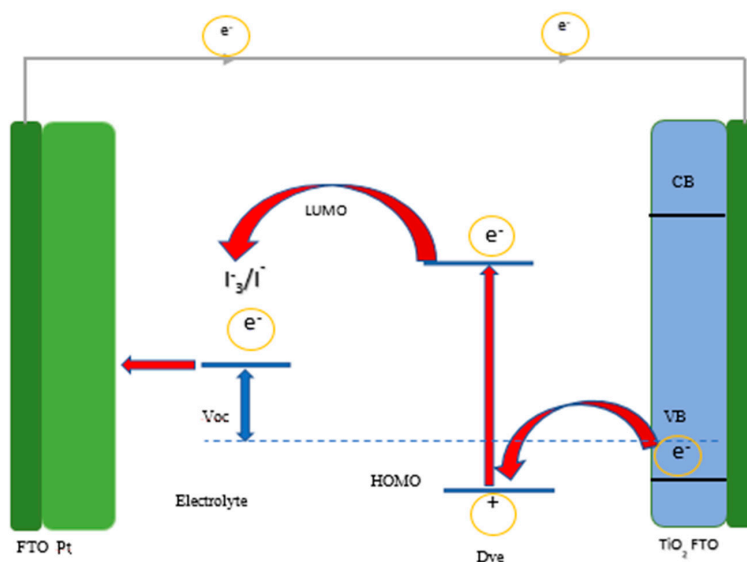 e⁻
e⁻
CB
LUMO
e⁻
I⁻₃/I⁻
e⁻
Voc
VB
e⁻
HOMO
+
Electrolyte
FTO Pt
Dye
TiO₂ FTO